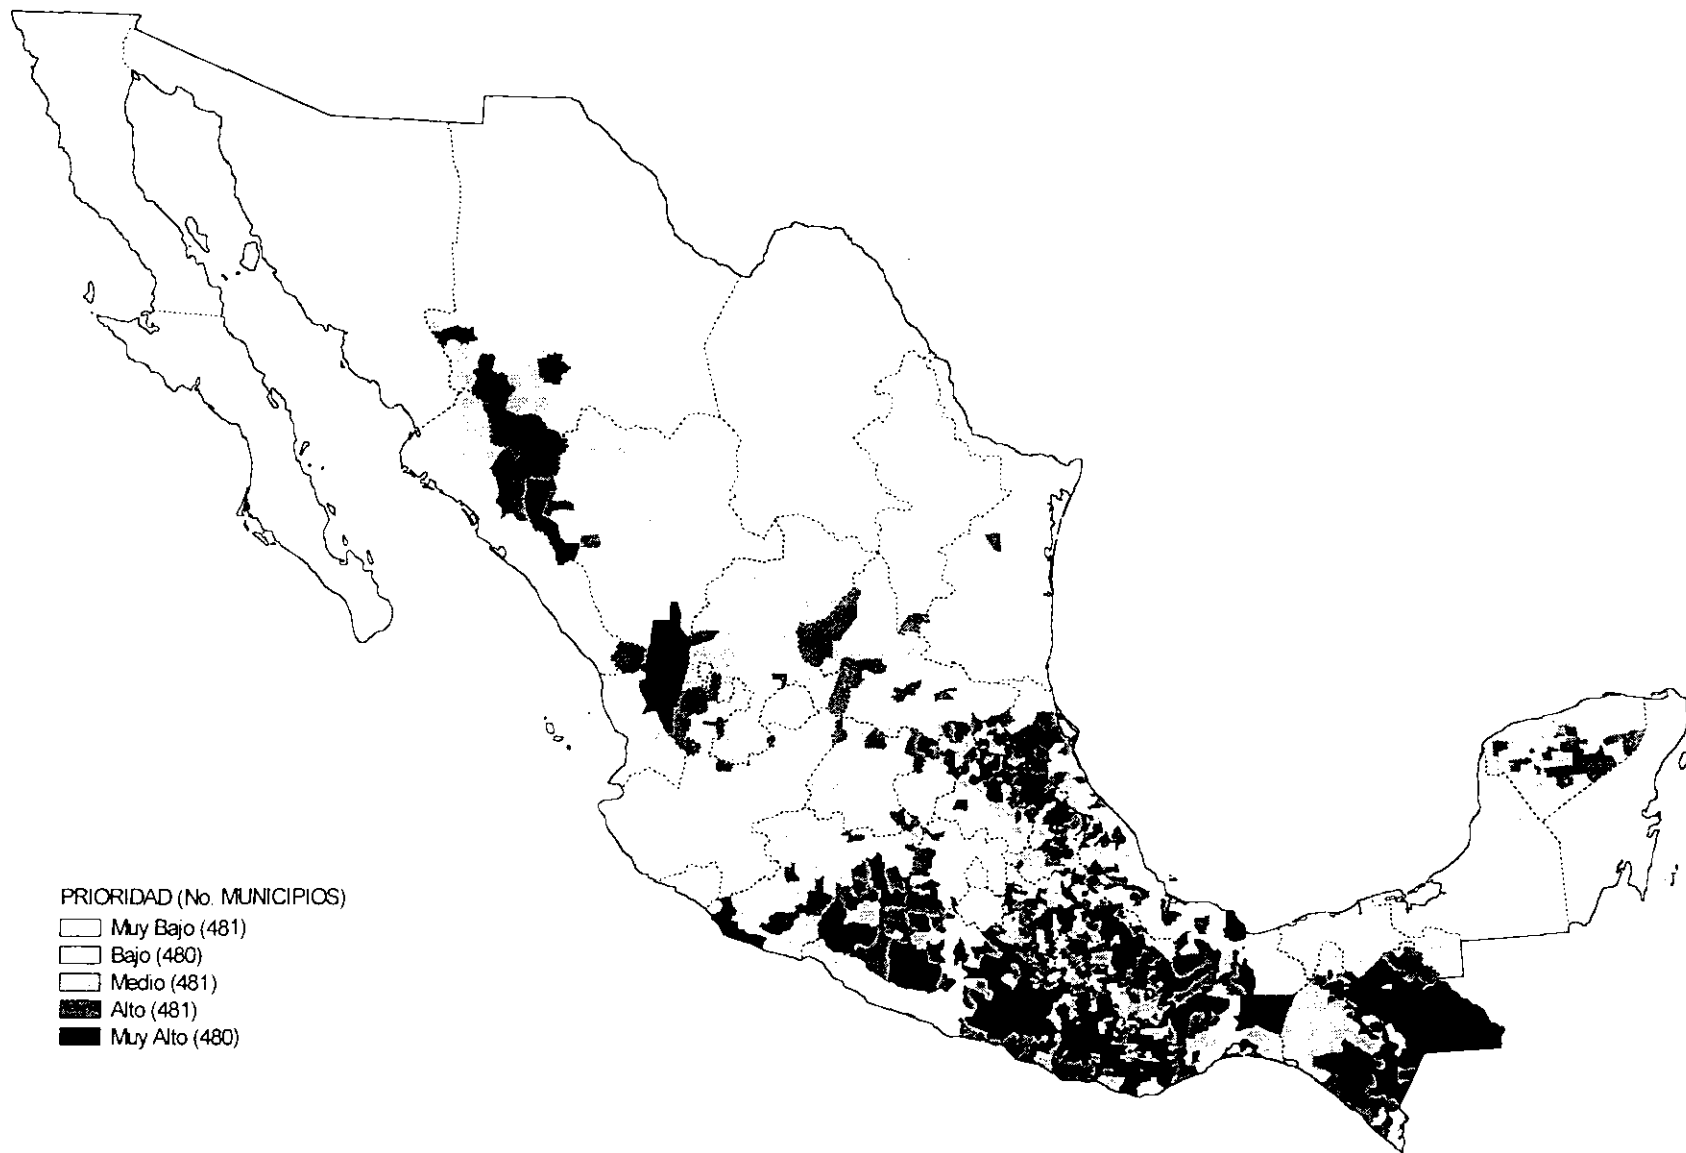 PRIORIDAD (No. MUNICIPIOS)
Muy Bajo (481)
Bajo (480)
Medio (481)
Alto (481)
Muy Alto (480)